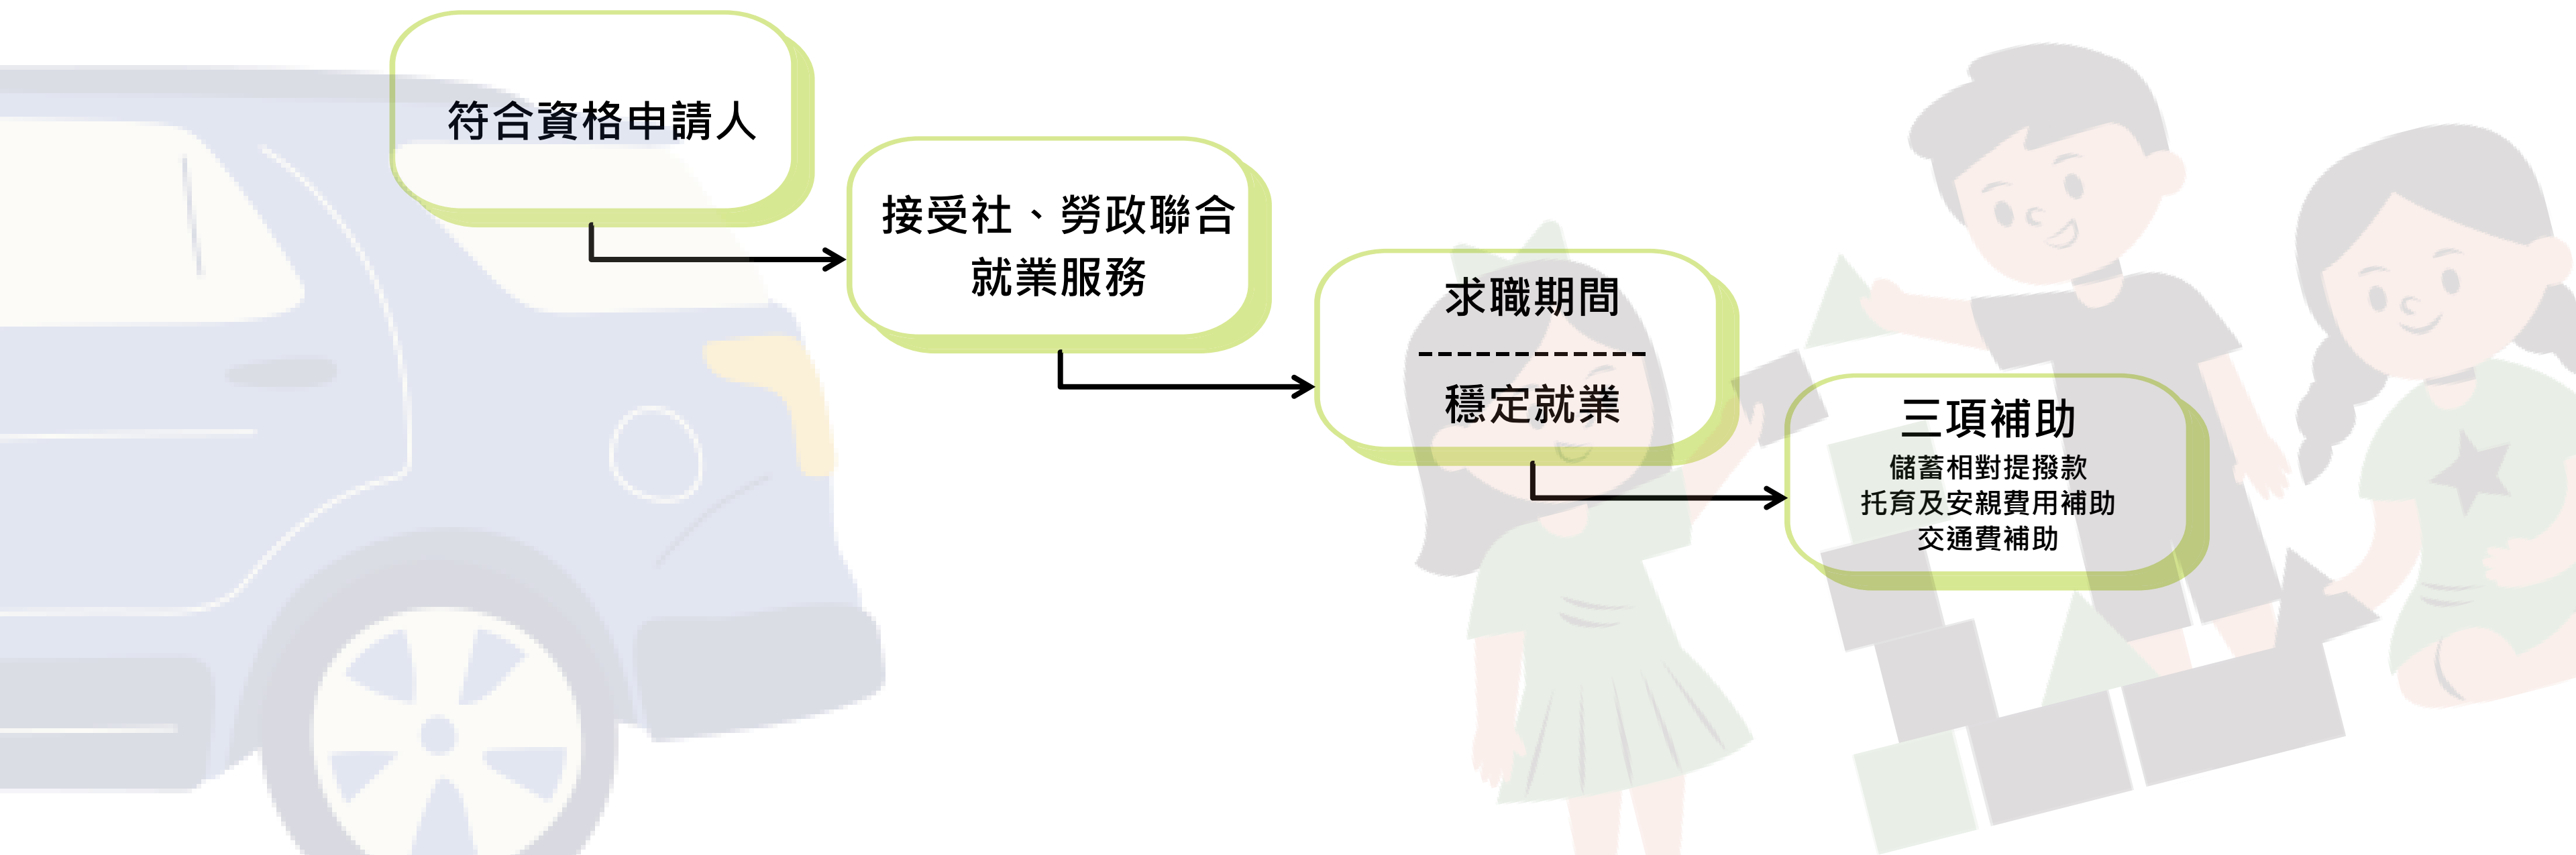 符合資格申請人
接受社、勞政聯合
就業服務
求職期間
穩定就業
三項補助
儲蓄相對提撥款
托育及安親費用補助
交通費補助